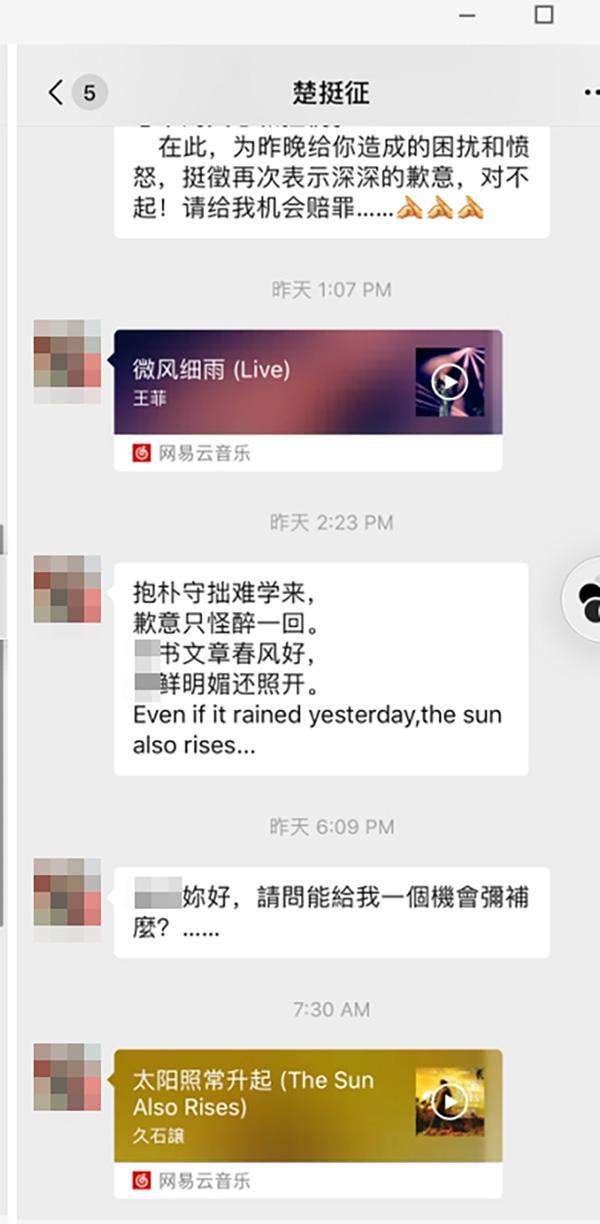 5
楚挺征
在此，为昨晚给你造成的困扰和愤
怒，挺徵再次表示深深的歉意，对不
起！请给我机会赔罪……🙏🙏🙏
昨天 1:07 PM
微风细雨 (Live)
王菲
网易云音乐
昨天 2:23 PM
抱朴守拙难学来，
歉意只怪醉一回。
书文章春风好，
鲜明媚还照开。
Even if it rained yesterday,the sun
also rises...
昨天 6:09 PM
妳好，請問能給我一個機會彌補
麼？……
7:30 AM
太阳照常升起 (The Sun
Also Rises)
久石譲
网易云音乐